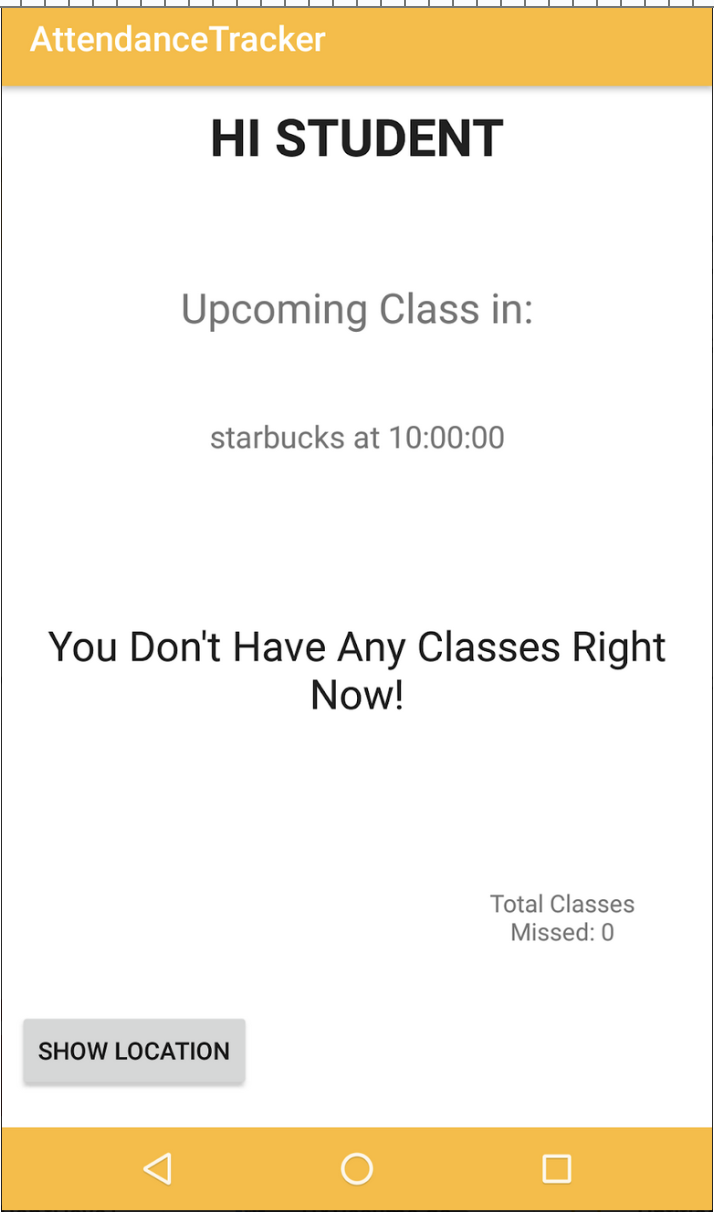 AttendanceTracker
HI STUDENT
Upcoming Class in:
starbucks at 10:00:00
You Don't Have Any Classes Right
Now!
Total Classes
Missed: 0
SHOW LOCATION